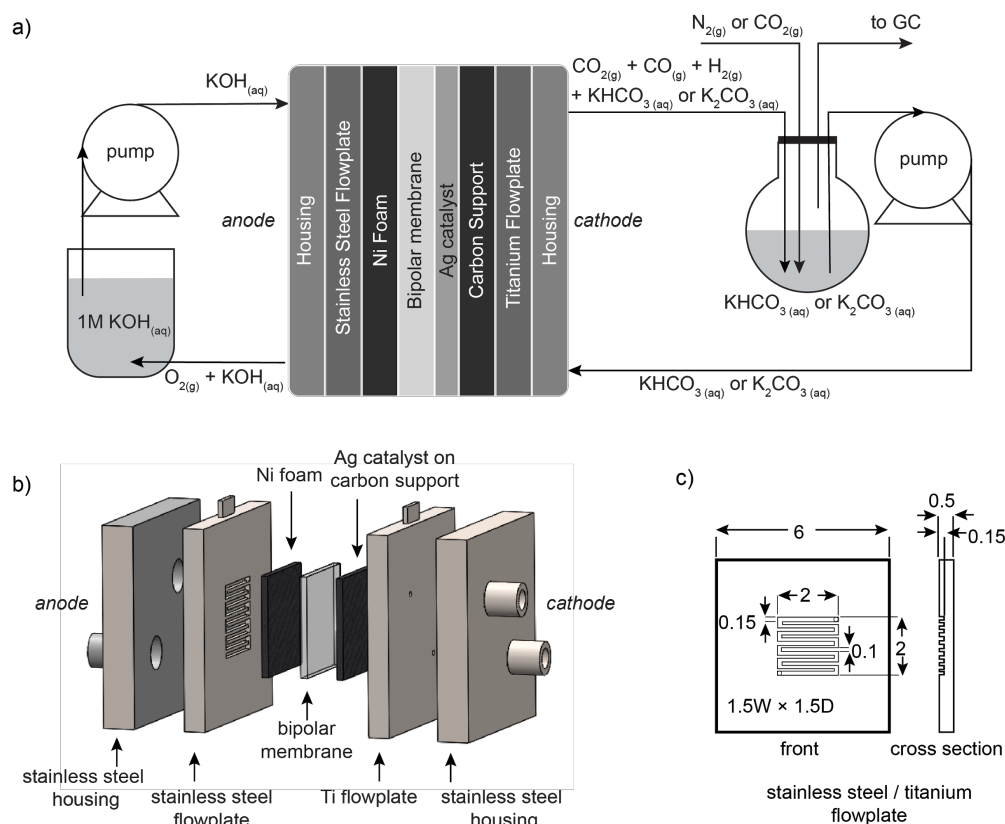 a)
N2(g) or CO2(g)
to GC
KOH(aq)
CO2(g) + CO(g) + H2(g)
+ KHCO3 (aq) or K2CO3 (aq)
pump
pump
anode
Housing
Stainless Steel Flowplate
Ni Foam
Bipolar membrane
Ag catalyst
Carbon Support
Titanium Flowplate
Housing
cathode
1M KOH(aq)
KHCO3 (aq) or K2CO3 (aq)
O2(g) + KOH(aq)
KHCO3 (aq) or K2CO3 (aq)
b)
Ni foam
Ag catalyst on
carbon support
anode
cathode
bipolar
membrane
stainless steel
housing
stainless steel
flowplate
Ti flowplate
stainless steel
housing
c)
0.5
0.15
6
2
0.15
0.1
2
1.5W × 1.5D
front
cross section
stainless steel / titanium
flowplate